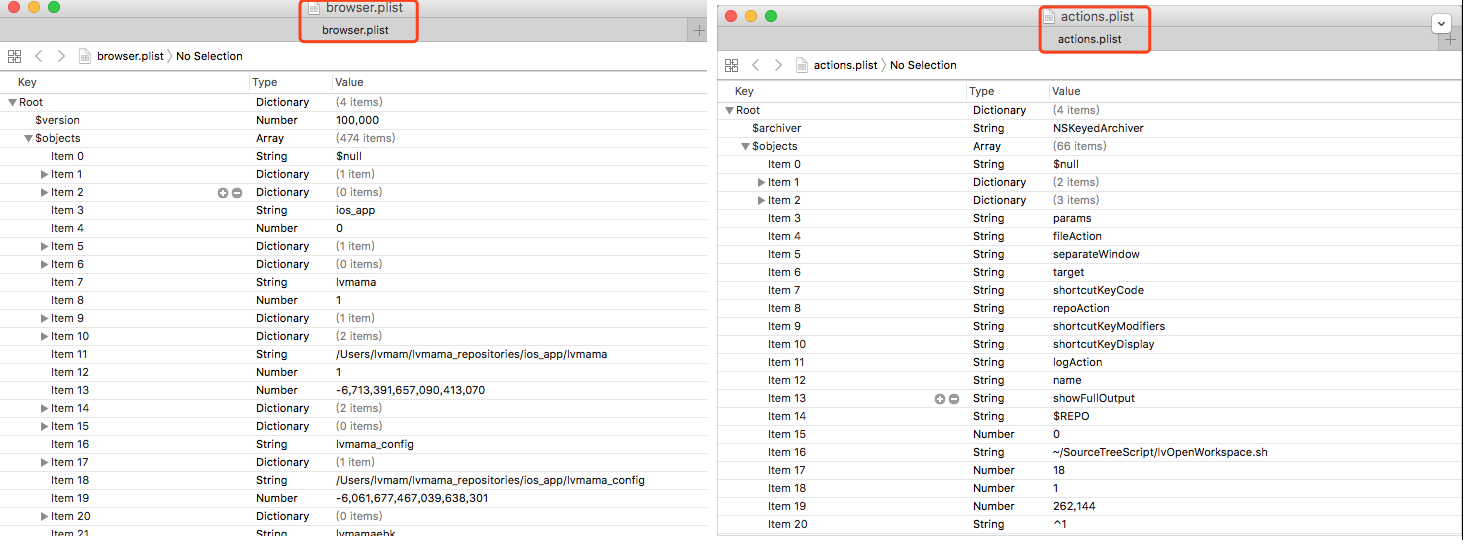 browser.plist
browser.plist
browser.plist No Selection
Key Type Value
Root Dictionary (4 items)
$version Number 100,000
$objects Array (474 items)
Item 0 String $null
Item 1 Dictionary (1 item)
Item 2 Dictionary (0 items)
Item 3 String ios_app
Item 4 Number 0
Item 5 Dictionary (1 item)
Item 6 Dictionary (0 items)
Item 7 String lvmama
Item 8 Number 1
Item 9 Dictionary (1 item)
Item 10 Dictionary (2 items)
Item 11 String /Users/lvmam/lvmama_repositories/ios_app/lvmama
Item 12 Number 1
Item 13 Number -6,713,391,657,090,413,070
Item 14 Dictionary (2 items)
Item 15 Dictionary (0 items)
Item 16 String lvmama_config
Item 17 Dictionary (1 item)
Item 18 String /Users/lvmam/lvmama_repositories/ios_app/lvmama_config
Item 19 Number -6,061,677,467,039,638,301
Item 20 Dictionary (0 items)
Item 21 String lvmamaebk
actions.plist
actions.plist
actions.plist No Selection
Key Type Value
Root Dictionary (4 items)
$archiver String NSKeyedArchiver
$objects Array (66 items)
Item 0 String $null
Item 1 Dictionary (2 items)
Item 2 Dictionary (3 items)
Item 3 String params
Item 4 String fileAction
Item 5 String separateWindow
Item 6 String target
Item 7 String shortcutKeyCode
Item 8 String repoAction
Item 9 String shortcutKeyModifiers
Item 10 String shortcutKeyDisplay
Item 11 String logAction
Item 12 String name
Item 13 String showFullOutput
Item 14 String $REPO
Item 15 Number 0
Item 16 String ~/SourceTreeScript/lvOpenWorkspace.sh
Item 17 Number 18
Item 18 Number 1
Item 19 Number 262,144
Item 20 String ^1